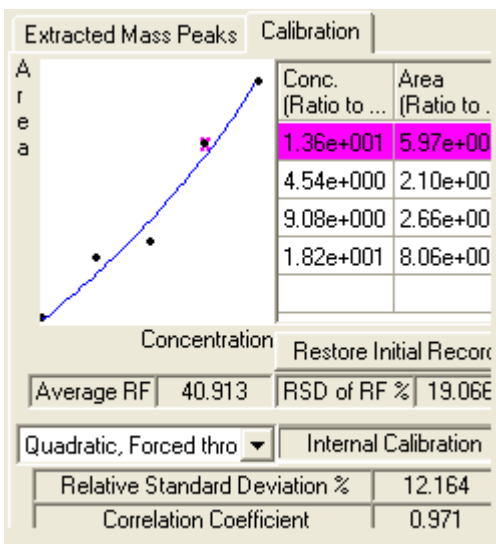 Extracted Mass Peaks Calibration
Area
Conc. Area
(Ratio to ... (Ratio to .
1.36e+001 5.97e+00
4.54e+000 2.10e+00
9.08e+000 2.66e+00
1.82e+001 8.06e+00
Concentration
Restore Initial Record
Average RF 40.913 RSD of RF % 19.066
Quadratic, Forced thro Internal Calibration
Relative Standard Deviation % 12.164
Correlation Coefficient 0.971